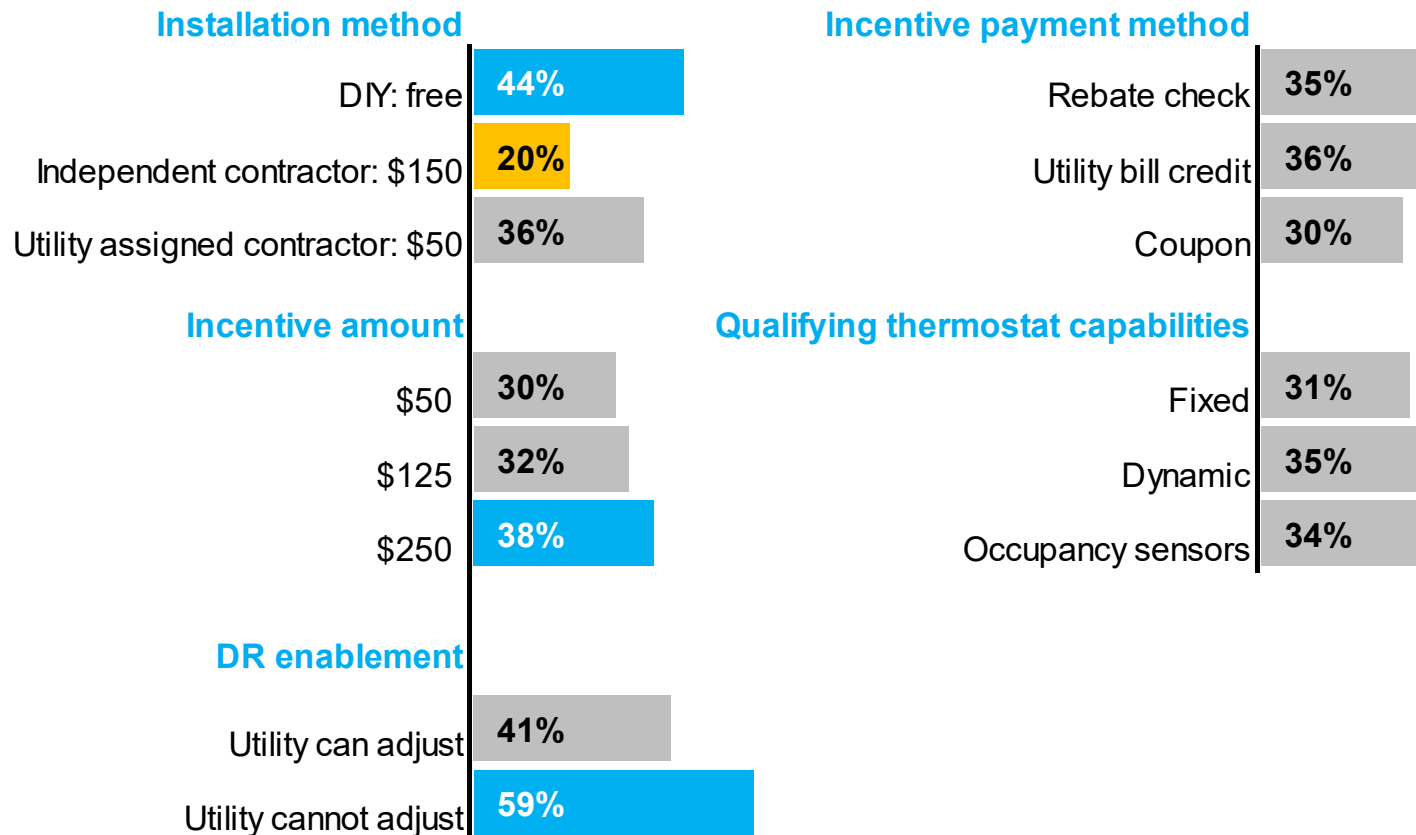 Installation method
DIY: free
44%
Independent contractor: $150
20%
Utility assigned contractor: $50
36%
Incentive amount
$50
30%
$125
32%
$250
38%
DR enablement
Utility can adjust
41%
Utility cannot adjust
59%
Incentive payment method
Rebate check
35%
Utility bill credit
36%
Coupon
30%
Qualifying thermostat capabilities
Fixed
31%
Dynamic
35%
Occupancy sensors
34%